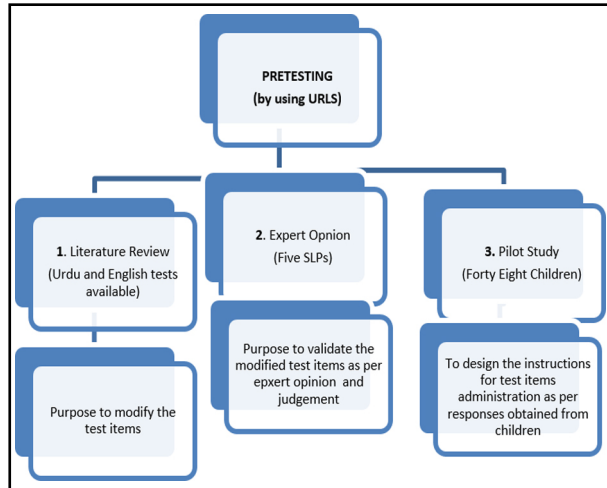 PRETESTING
(by using URLS)
1. Literature Review
(Urdu and English tests
available)
2. Expert Opnion
(Five SLPs)
3. Pilot Study
(Forty Eight Children)
Purpose to modify the
test items
Purpose to validate the
modified test items as per
epxert opinion and
judgement
To design the instructions
for test items
administration as per
responses obtained from
children